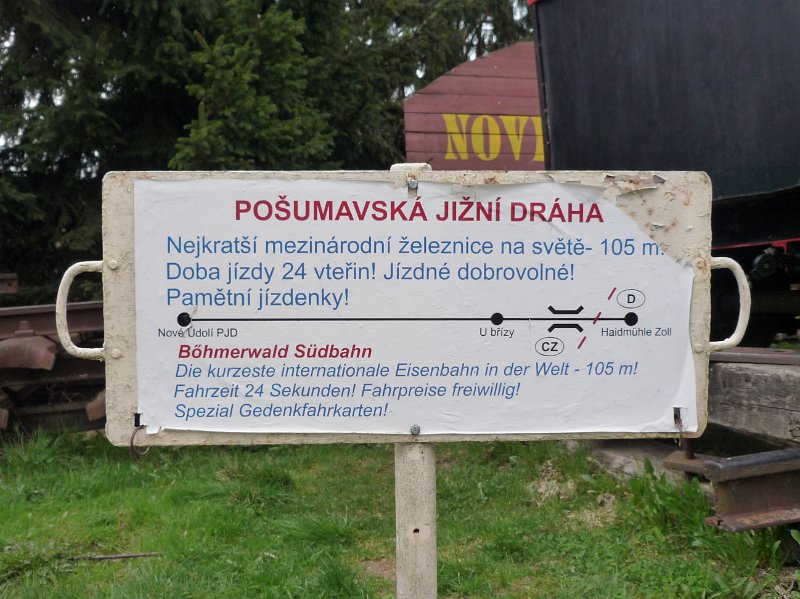 NOV
POŠUMAVSKÁ JIŽNÍ DRÁHA
Nejkratší mezinárodní železnice na světě- 105 m.
Doba jízdy 24 vteřin! Jízdné dobrovolné!
Pamětní jízdenky!
D
Nové Údolí PJD
U břízy
Haidmühle Zoll
CZ
Bőhmerwald Südbahn
Die kurzeste internationale Eisenbahn in der Welt - 105 m!
Fahrzeit 24 Sekunden! Fahrpreise freiwillig!
Spezial Gedenkfahrkarten!